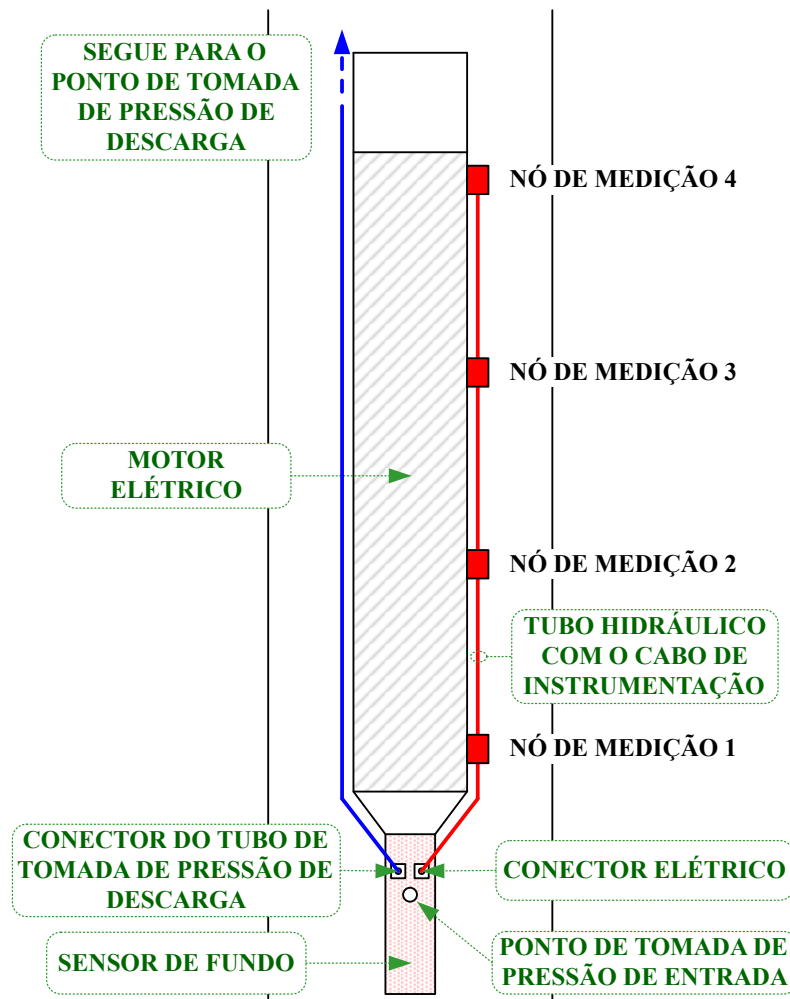 SEGUE PARA O
PONTO DE TOMADA
DE PRESSÃO DE
DESCARGA
NÓ DE MEDIÇÃO 4
NÓ DE MEDIÇÃO 3
MOTOR
ELÉTRICO
NÓ DE MEDIÇÃO 2
TUBO HIDRÁULICO
COM O CABO DE
INSTRUMENTAÇÃO
NÓ DE MEDIÇÃO 1
CONECTOR DO TUBO DE
TOMADA DE PRESSÃO DE
DESCARGA
CONECTOR ELÉTRICO
SENSOR DE FUNDO
PONTO DE TOMADA DE
PRESSÃO DE ENTRADA